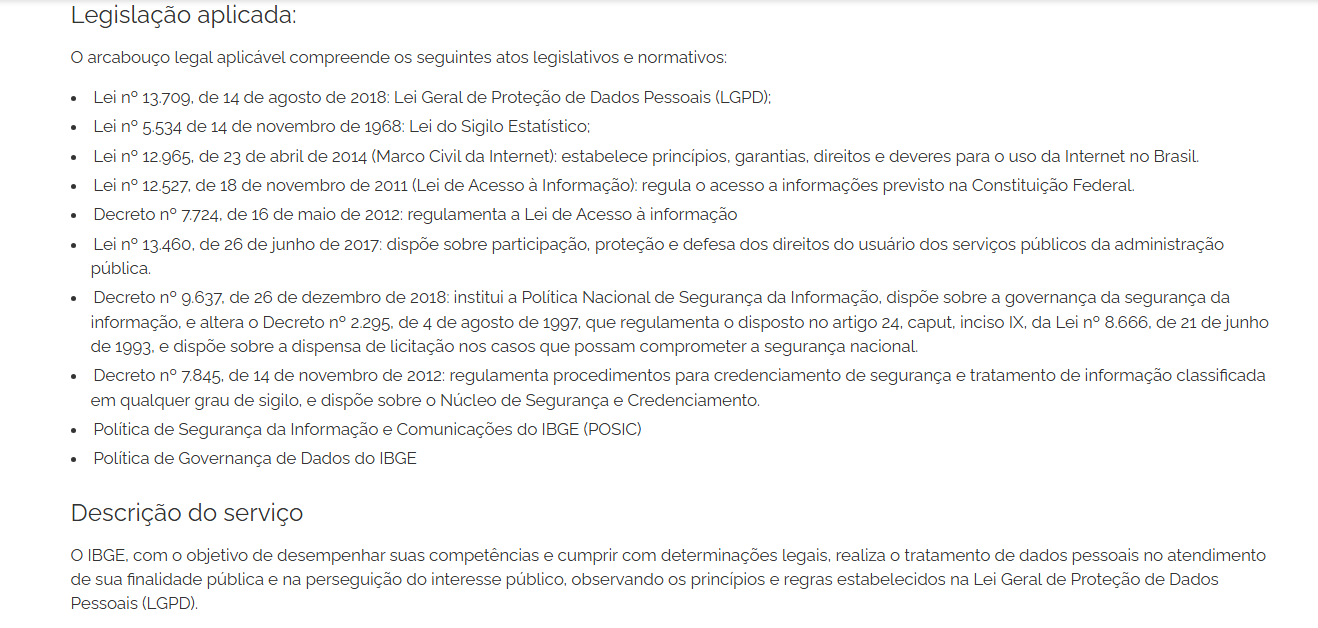 Legislação aplicada:
O arcabouço legal aplicável compreende os seguintes atos legislativos e normativos:
• Lei nº 13.709, de 14 de agosto de 2018: Lei Geral de Proteção de Dados Pessoais (LGPD);
• Lei nº 5.534 de 14 de novembro de 1968: Lei do Sigilo Estatístico;
• Lei nº 12.965, de 23 de abril de 2014 (Marco Civil da Internet): estabelece princípios, garantias, direitos e deveres para o uso da Internet no Brasil.
• Lei nº 12.527, de 18 de novembro de 2011 (Lei de Acesso à Informação): regula o acesso a informações previsto na Constituição Federal.
• Decreto nº 7.724, de 16 de maio de 2012: regulamenta a Lei de Acesso à informação
• Lei nº 13.460, de 26 de junho de 2017: dispõe sobre participação, proteção e defesa dos direitos do usuário dos serviços públicos da administração
pública.
• Decreto nº 9.637, de 26 de dezembro de 2018: institui a Política Nacional de Segurança da Informação, dispõe sobre a governança da segurança da
informação, e altera o Decreto nº 2.295, de 4 de agosto de 1997, que regulamenta o disposto no artigo 24, caput, inciso IX, da Lei nº 8.666, de 21 de junho
de 1993, e dispõe sobre a dispensa de licitação nos casos que possam comprometer a segurança nacional.
• Decreto nº 7.845, de 14 de novembro de 2012: regulamenta procedimentos para credenciamento de segurança e tratamento de informação classificada
em qualquer grau de sigilo, e dispõe sobre o Núcleo de Segurança e Credenciamento.
• Política de Segurança da Informação e Comunicações do IBGE (POSIC)
• Política de Governança de Dados do IBGE
Descrição do serviço
O IBGE, com o objetivo de desempenhar suas competências e cumprir com determinações legais, realiza o tratamento de dados pessoais no atendimento
de sua finalidade pública e na perseguição do interesse público, observando os princípios e regras estabelecidos na Lei Geral de Proteção de Dados
Pessoais (LGPD).